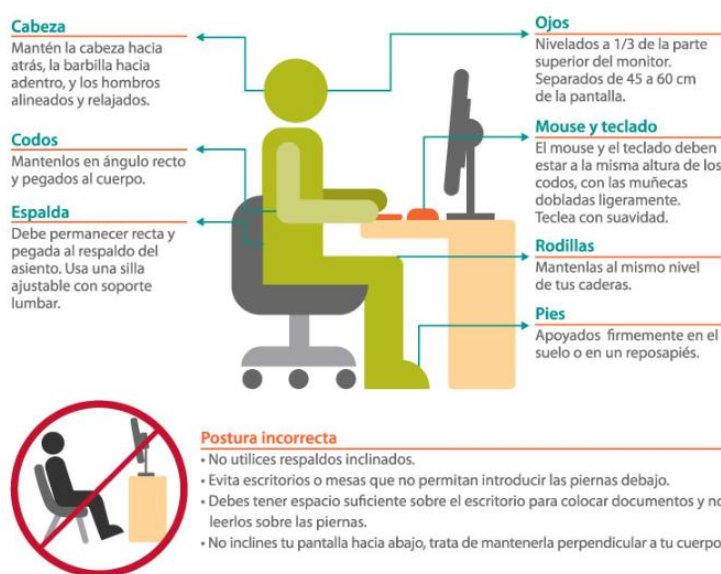 Cabeza
Mantén la cabeza hacia
atrás, la barbilla hacia
adentro, y los hombros
alineados y relajados.
Codos
Mantenlos en ángulo recto
y pegados al cuerpo.
Espalda
Debe permanecer recta y
pegada al respaldo del
asiento. Usa una silla
ajustable con soporte
lumbar.
Ojos
Nivelados a 1/3 de la parte
superior del monitor.
Separados de 45 a 60 cm
de la pantalla.
Mouse y teclado
El mouse y el teclado deben
estar a la misma altura de los
codos, con las muñecas
dobladas ligeramente.
Teclea con suavidad.
Rodillas
Mantenlas al mismo nivel
de tus caderas.
Pies
Apoyados firmemente en el
suelo o en un reposapiés.
Postura incorrecta
• No utilices respaldos inclinados.
• Evita escritorios o mesas que no permitan introducir las piernas debajo.
• Debes tener espacio suficiente sobre el escritorio para colocar documentos y no
leerlos sobre las piernas.
• No inclines tu pantalla hacia abajo, trata de mantenerla perpendicular a tu cuerpo